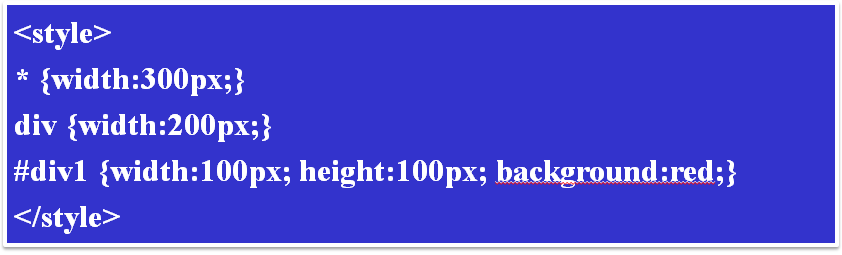 <style>
* {width:300px;}
div {width:200px;}
#div1 {width:100px; height:100px; background:red;}
</style>